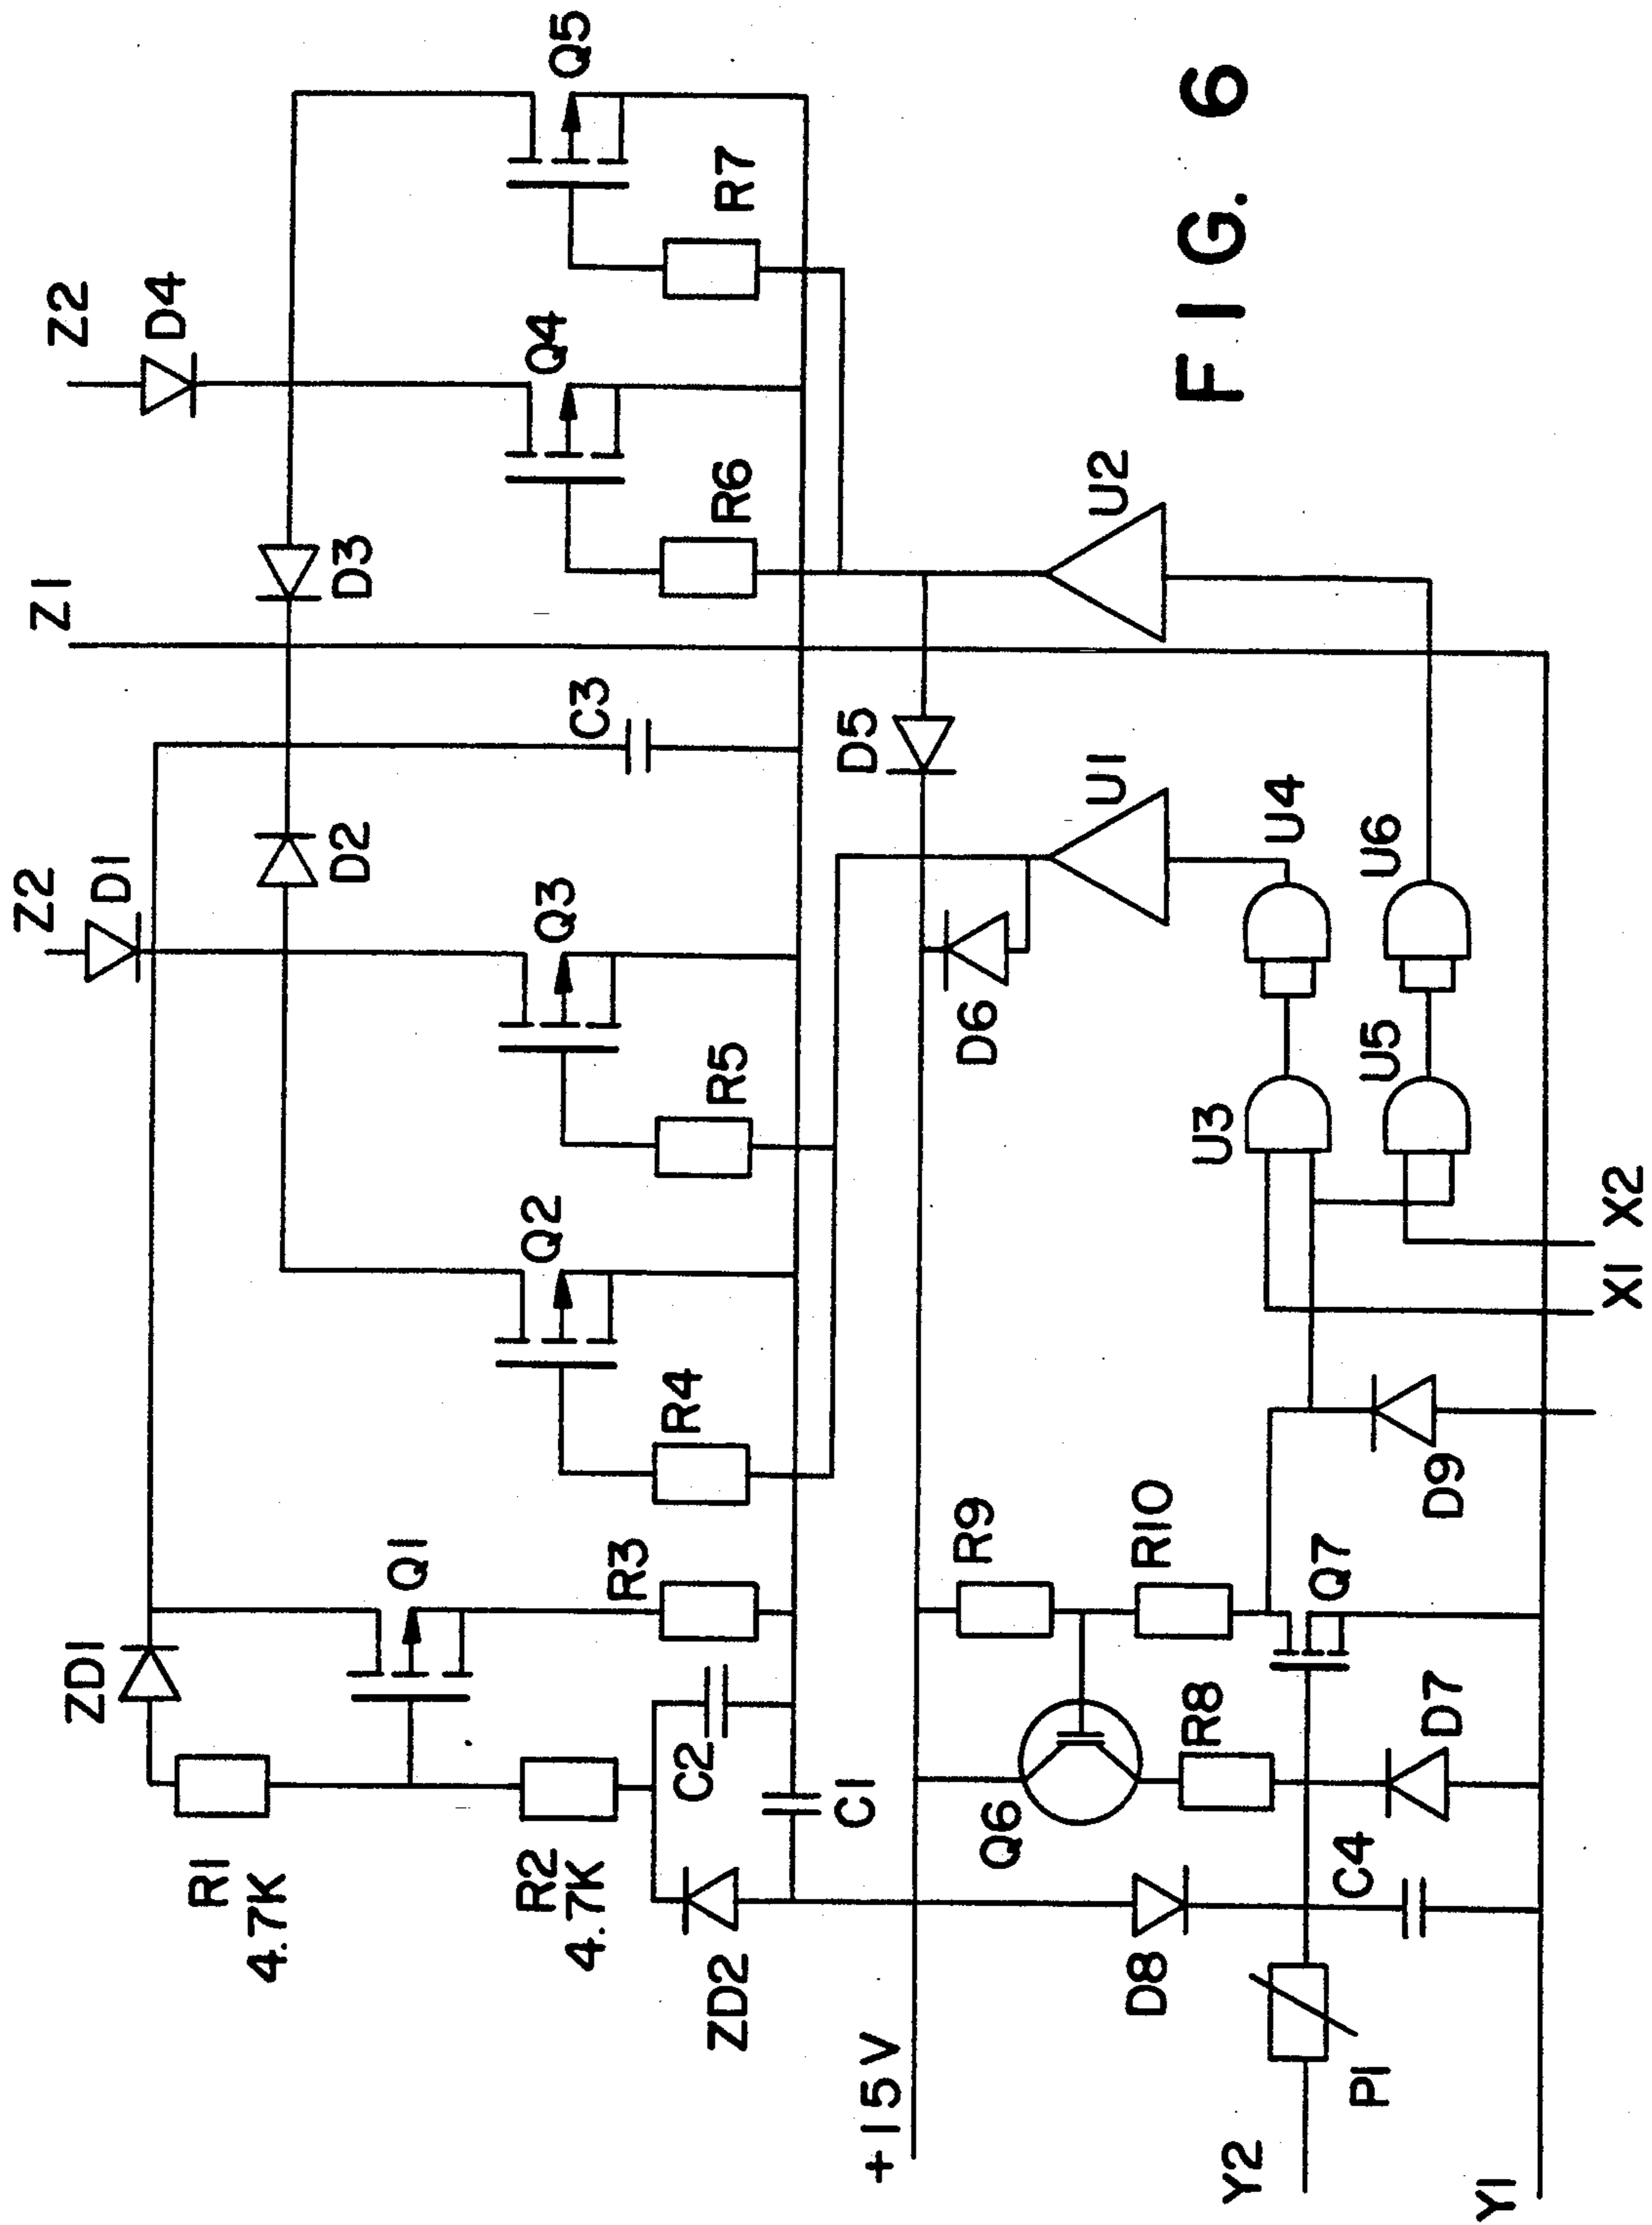 Z2
D4
Q5
Z1
Z2
D1
D3
Q4
R7
D2
C3
Q3
R6
R5
Q2
R4
ZD1
Q1
R3
R1
4.7K
R2
4.7K
C2
ZD2
C1
D5
U2
U1
D6
U4
U6
U3
U5
+15V
R9
R10
Q6
R8
Q7
D7
D8
C4
D9
P1
Y2
Y1
X1
X2
FIG. 6